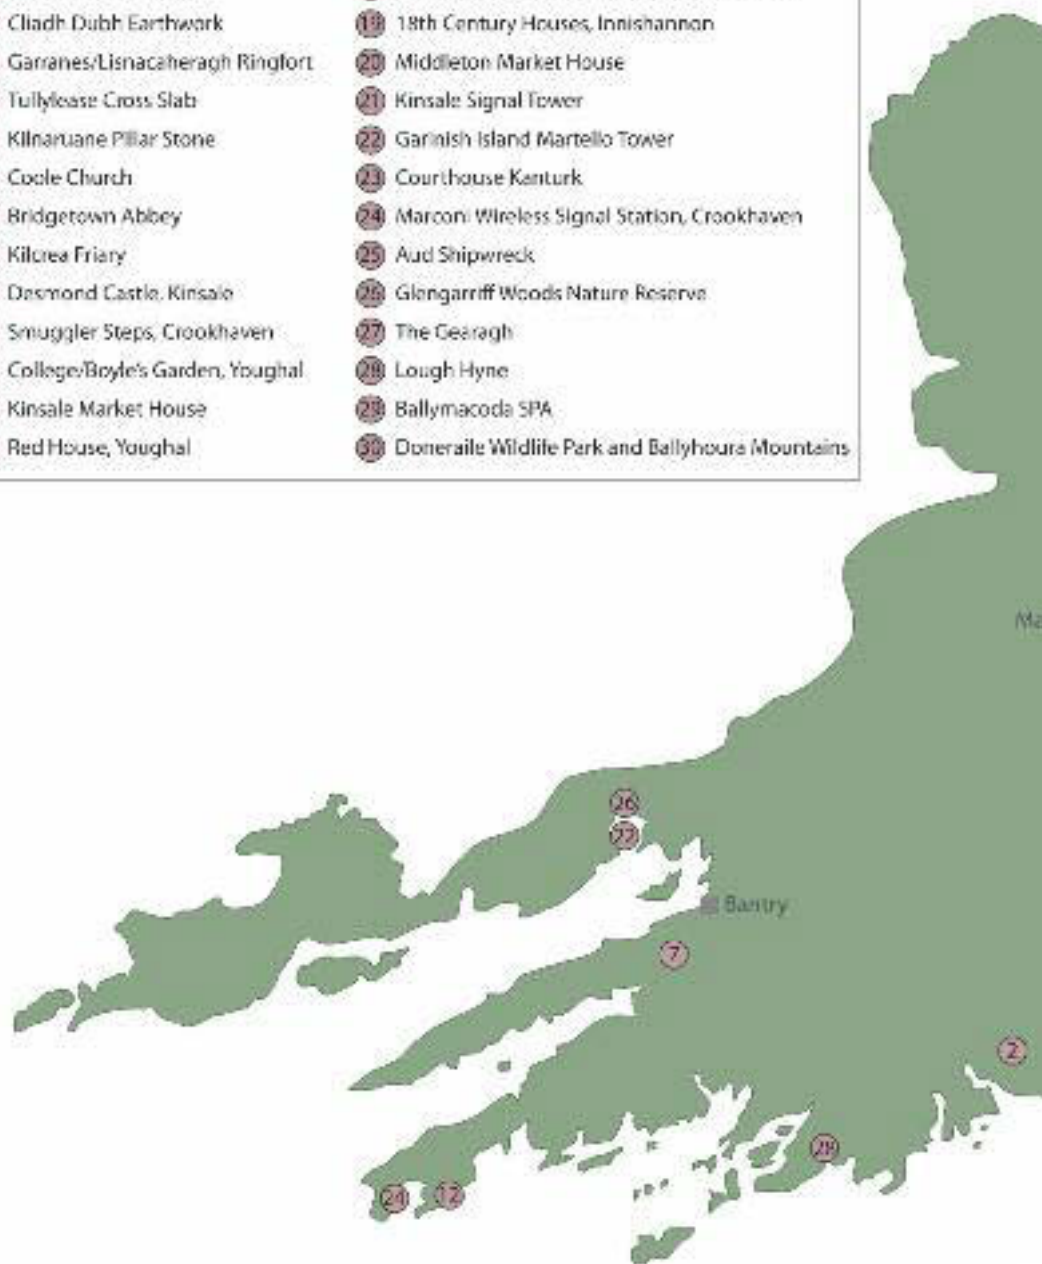 Cliadh Dubh Earthwork
Garranes/Lisnacaheragh Ringfort
Tullylease Cross Slab
Kilnaruane Pillar Stone
Coole Church
Bridgetown Abbey
Kilcrea Friary
Desmond Castle, Kinsale
Smuggler Steps, Crookhaven
College/Boyle's Garden, Youghal
Kinsale Market House
Red House, Youghal
19 18th Century Houses, Innishannon
20 Middleton Market House
21 Kinsale Signal Tower
22 Garinish Island Martello Tower
23 Courthouse Kanturk
24 Marconi Wireless Signal Station, Crookhaven
25 Aud Shipwreck
26 Glengarriff Woods Nature Reserve
27 The Gearagh
28 Lough Hyne
29 Ballymacoda SPA
30 Doneraile Wildlife Park and Ballyhoura Mountains
Ma
26
22
Bantry
7
2
28
24
12